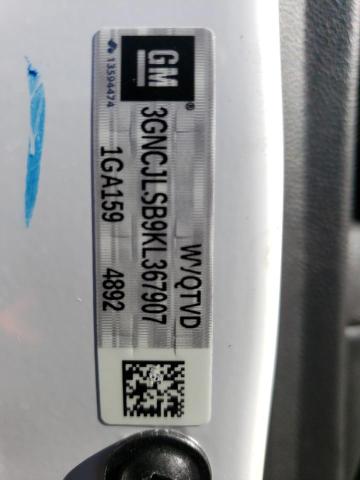 GM
13594474
W/QTVD
3GNCJLSB9KL367907
1GA159 4892